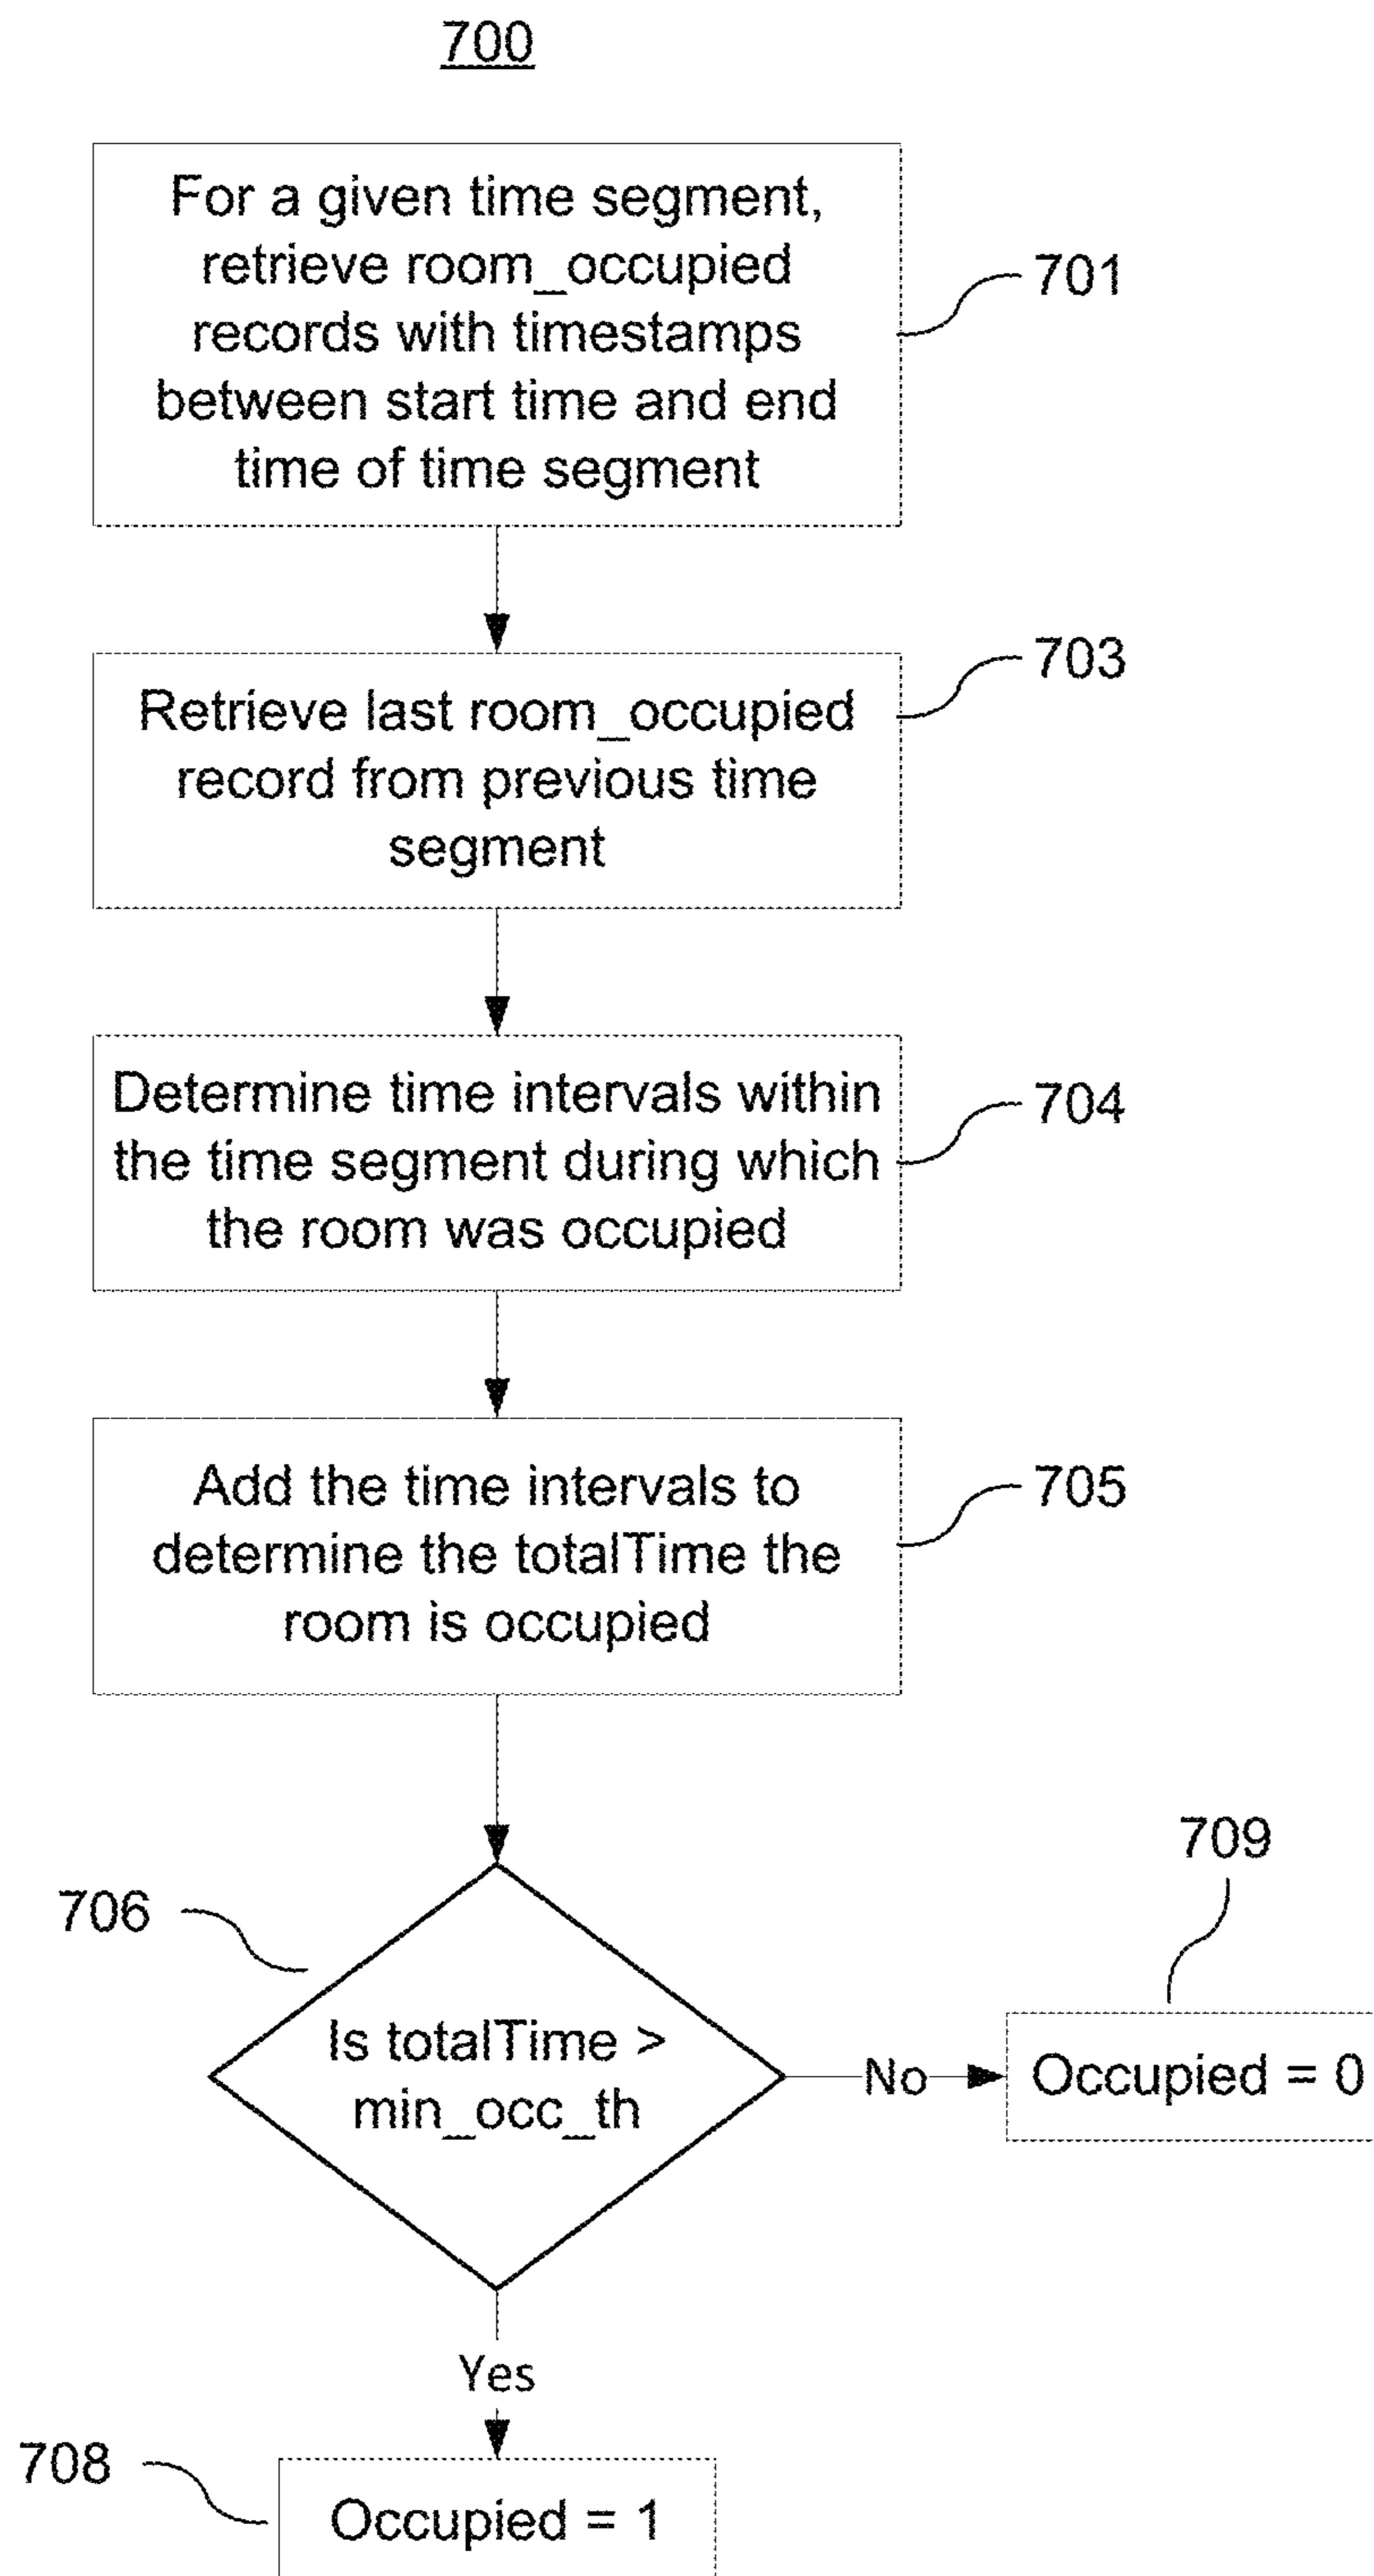 700
For a given time segment,
retrieve room_occupied
records with timestamps
between start time and end
time of time segment
701
Retrieve last room_occupied
record from previous time
segment
703
Determine time intervals within
the time segment during which
the room was occupied
704
Add the time intervals to
determine the totalTime the
room is occupied
705
706
Is totalTime >
min_occ_th
No
709
Occupied = 0
Yes
708
Occupied = 1